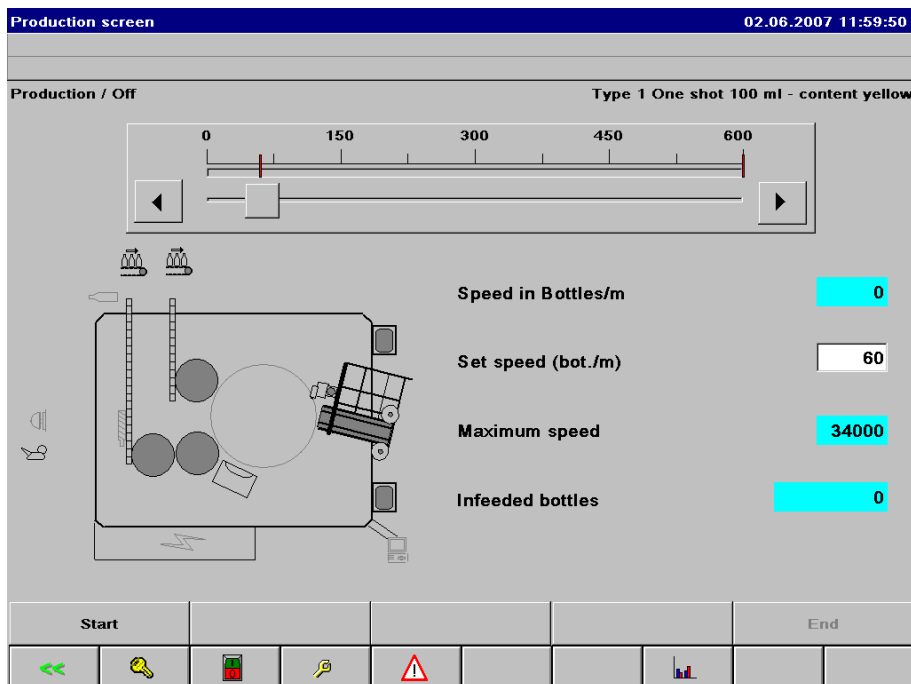 Production screen 02.06.2007 11:59:50
Production / Off Type 1 One shot 100 ml - content yellow
0 150 300 450 600
Speed in Bottles/m 0
Set speed (bot./m) 60
Maximum speed 34000
Infeeded bottles 0
Start End
<<